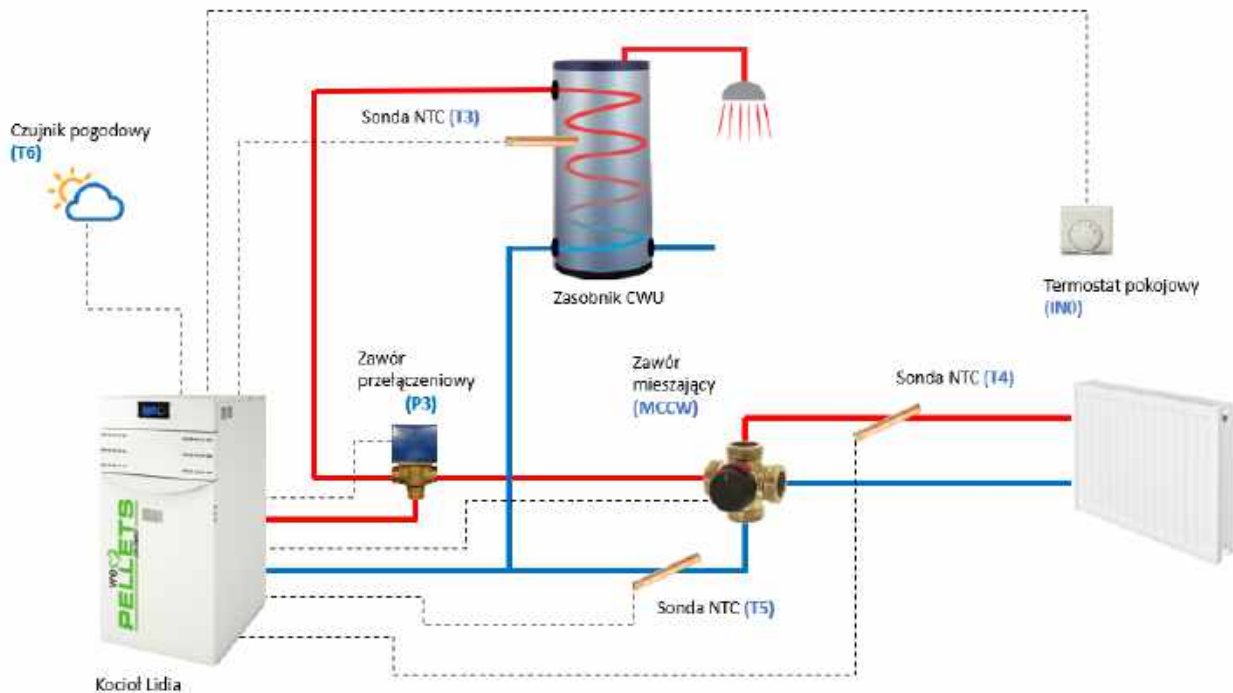 Czujnik pogodowy
(T6)
Sonda NTC (T3)
Zasobnik CWU
Termostat pokojowy
(IN0)
Zawór
przełączeniowy
(P3)
Zawór
mieszający
(MCCW)
Sonda NTC (T4)
Sonda NTC (T5)
we
PELLETS
Kocioł Lidia